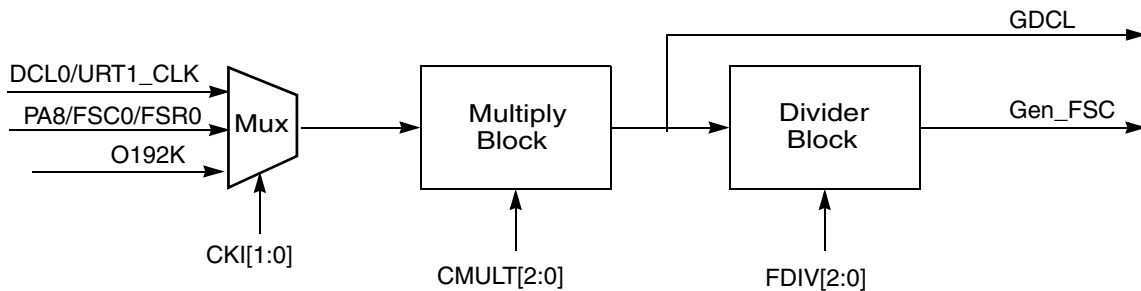 GDCL
DCL0/URT1_CLK
PA8/FSC0/FSR0
O192K
Mux
Multiply
Block
Divider
Block
Gen_FSC
CKI[1:0]
CMULT[2:0]
FDIV[2:0]